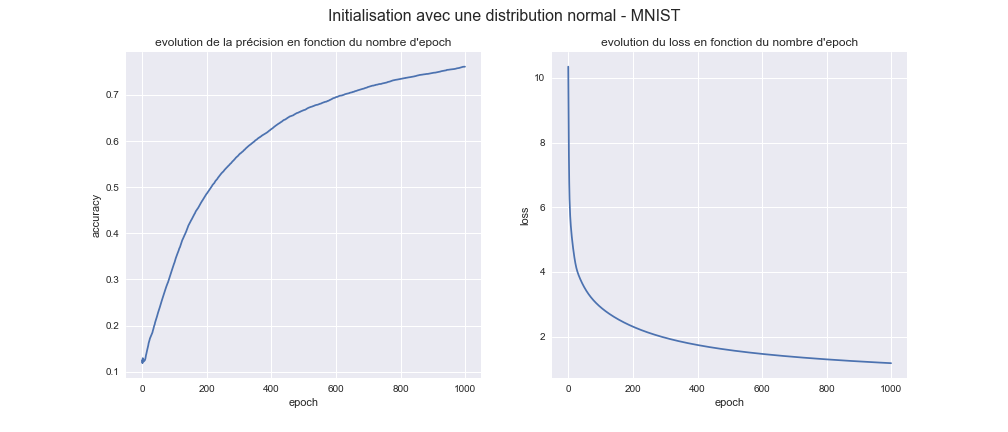 Initialisation avec une distribution normal - MNIST
evolution de la précision en fonction du nombre d'epoch
accuracy
0.7
0.6
0.5
0.4
0.3
0.2
0.1
0 200 400 600 800 1000
epoch
evolution du loss en fonction du nombre d'epoch
loss
10
8
6
4
2
0 200 400 600 800 1000
epoch